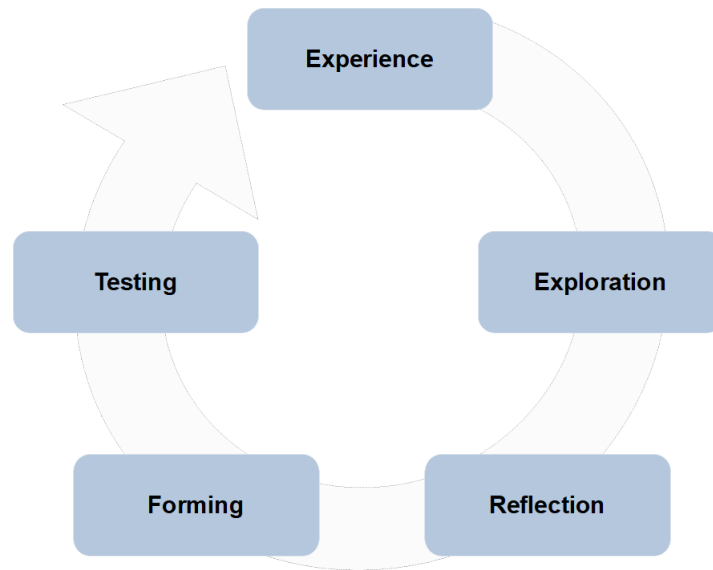 Experience
Exploration
Reflection
Forming
Testing